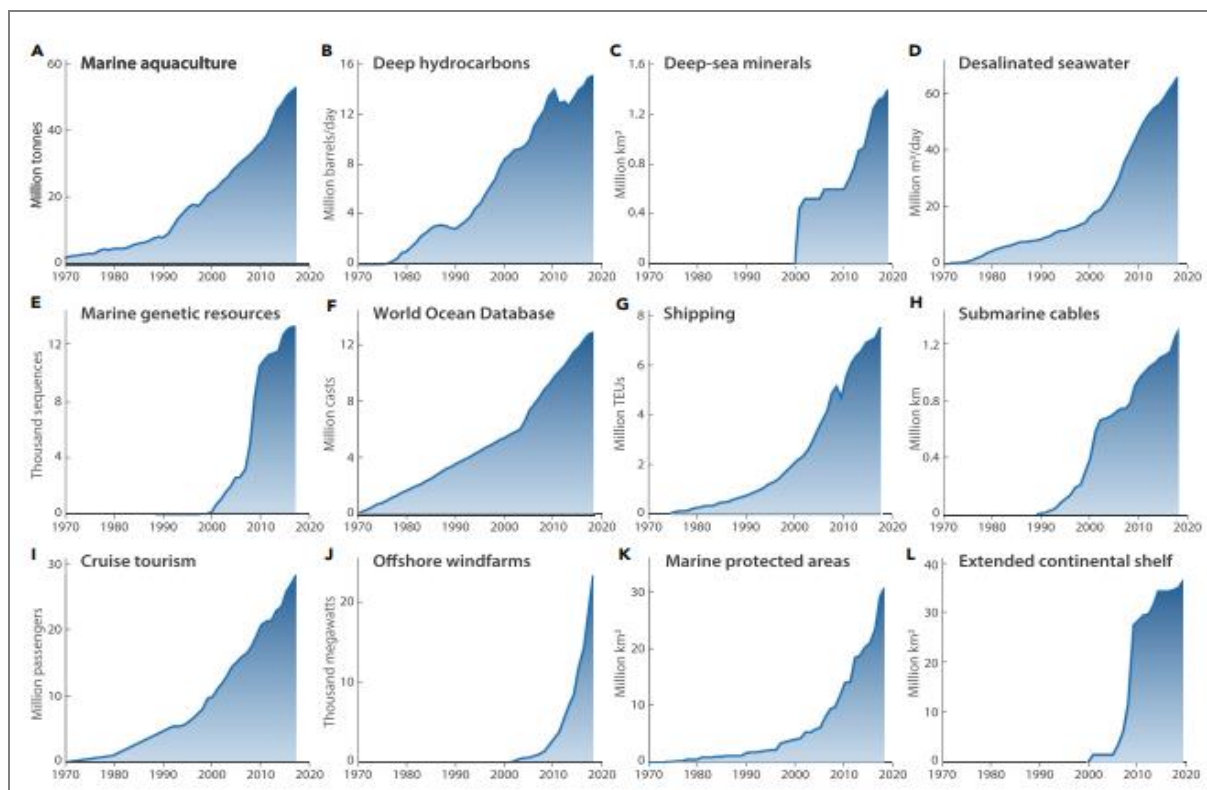 A
Marine aquaculture
Million tonnes
60
40
20
0
1970 1980 1990 2000 2010 2020
B
Deep hydrocarbons
Million barrels/day
16
12
8
4
0
1970 1980 1990 2000 2010 2020
C
Deep-sea minerals
Million km²
1.6
1.2
0.8
0.4
0
1970 1980 1990 2000 2010 2020
D
Desalinated seawater
Million m³/day
60
40
20
0
1970 1980 1990 2000 2010 2020
E
Marine genetic resources
Thousand sequences
12
8
4
0
1970 1980 1990 2000 2010 2020
F
World Ocean Database
Million casts
12
8
4
0
1970 1980 1990 2000 2010 2020
G
Shipping
Million TEUs
8
6
4
2
0
1970 1980 1990 2000 2010 2020
H
Submarine cables
Million km
1.2
0.8
0.4
0
1970 1980 1990 2000 2010 2020
I
Cruise tourism
Million passengers
30
20
10
0
1970 1980 1990 2000 2010 2020
J
Offshore windfarms
Thousand megawatts
20
10
0
1970 1980 1990 2000 2010 2020
K
Marine protected areas
Million km²
30
20
10
0
1970 1980 1990 2000 2010 2020
L
Extended continental shelf
Million km²
40
0
1970 1980 1990 2000 2010 2020